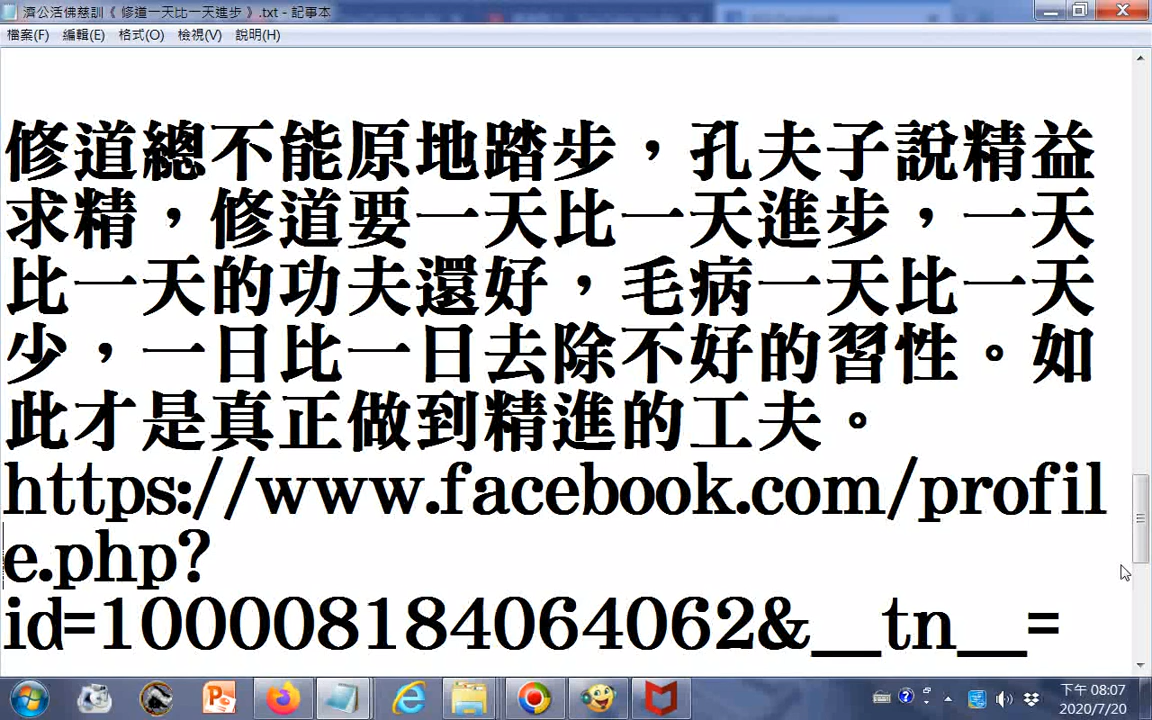 濟公活佛慈訓《 修道一天比一天進步 》.txt - 記事本
檔案(F) 編輯(E) 格式(O) 檢視(V) 說明(H)
修道總不能原地踏步，孔夫子說精益
求精，修道要一天比一天進步，一天
比一天的功夫還好，毛病一天比一天
少，一日比一日去除不好的習性。如
此才是真正做到精進的工夫。
https://www.facebook.com/profil
e.php?
id=100008184064062&__tn__=
下午 08:07
2020/7/20